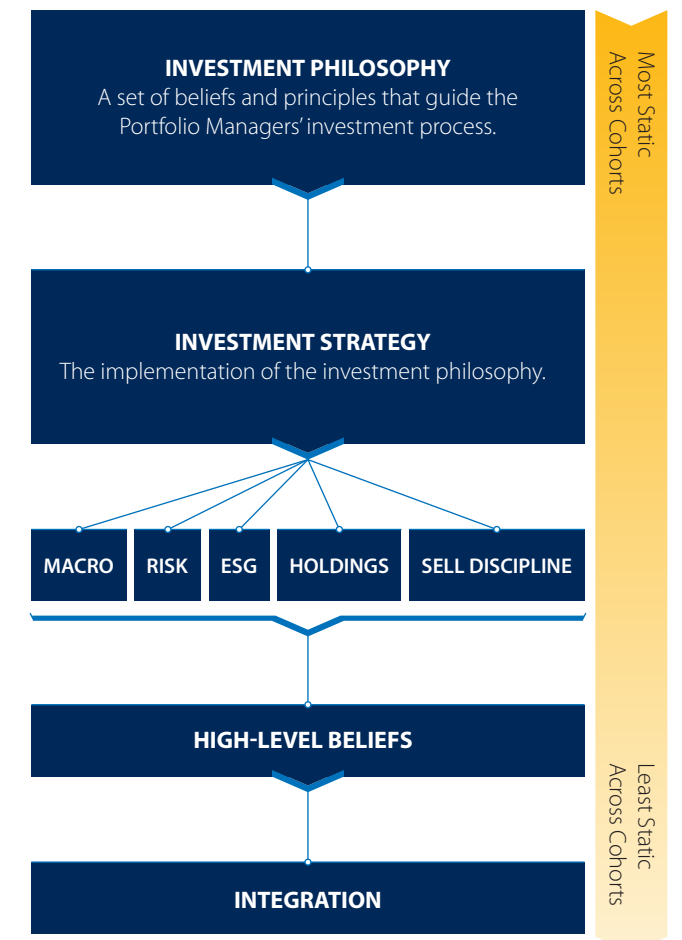 INVESTMENT PHILOSOPHY
A set of beliefs and principles that guide the
Portfolio Managers’ investment process.
Most Static
Across Cohorts
INVESTMENT STRATEGY
The implementation of the investment philosophy.
MACRO
RISK
ESG
HOLDINGS
SELL DISCIPLINE
HIGH-LEVEL BELIEFS
Least Static
Across Cohorts
INTEGRATION